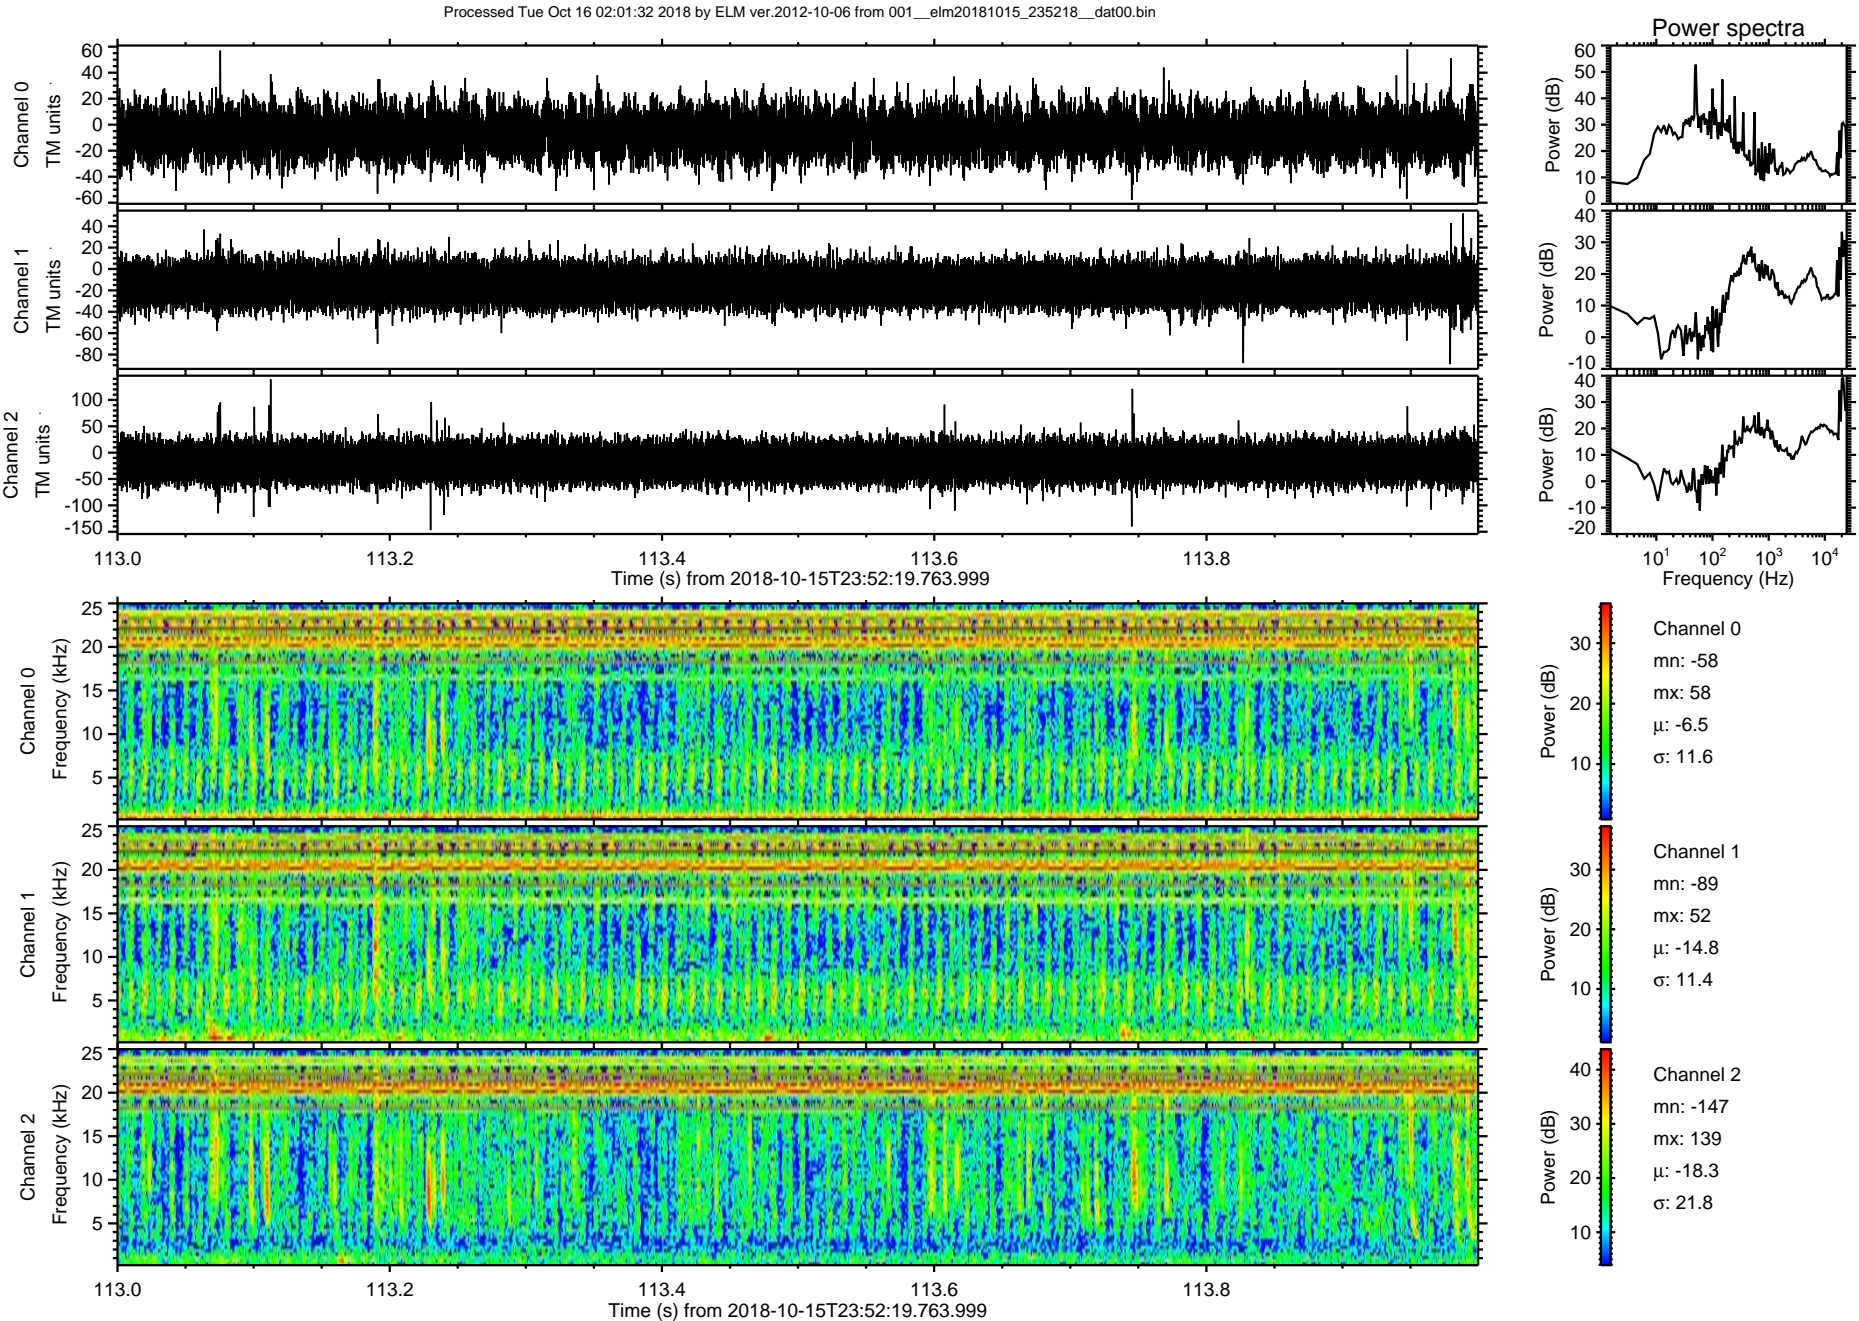 Processed Tue Oct 16 02:01:32 2018 by ELM ver.2012-10-06 from 001__elm20181015_235218__dat00.bin
Power spectra
Channel 0
TM units
60
40
20
0
-20
-40
-60
Power (dB)
60
50
40
30
20
10
0
Channel 1
TM units
40
20
0
-20
-40
-60
-80
Power (dB)
40
30
20
10
0
-10
Channel 2
TM units
100
50
0
-50
-100
-150
Power (dB)
40
30
20
10
0
-10
-20
113.0 113.2 113.4 113.6 113.8
Time (s) from 2018-10-15T23:52:19.763.999
10¹ 10² 10³ 10⁴
Frequency (Hz)
Channel 0
Frequency (kHz)
25
20
15
10
5
Power (dB)
30
20
10
Channel 0
mn: -58
mx: 58
μ: -6.5
σ: 11.6
Channel 1
Frequency (kHz)
25
20
15
10
5
Power (dB)
30
20
10
Channel 1
mn: -89
mx: 52
μ: -14.8
σ: 11.4
Channel 2
Frequency (kHz)
25
20
15
10
5
Power (dB)
40
30
20
10
Channel 2
mn: -147
mx: 139
μ: -18.3
σ: 21.8
113.0 113.2 113.4 113.6 113.8
Time (s) from 2018-10-15T23:52:19.763.999